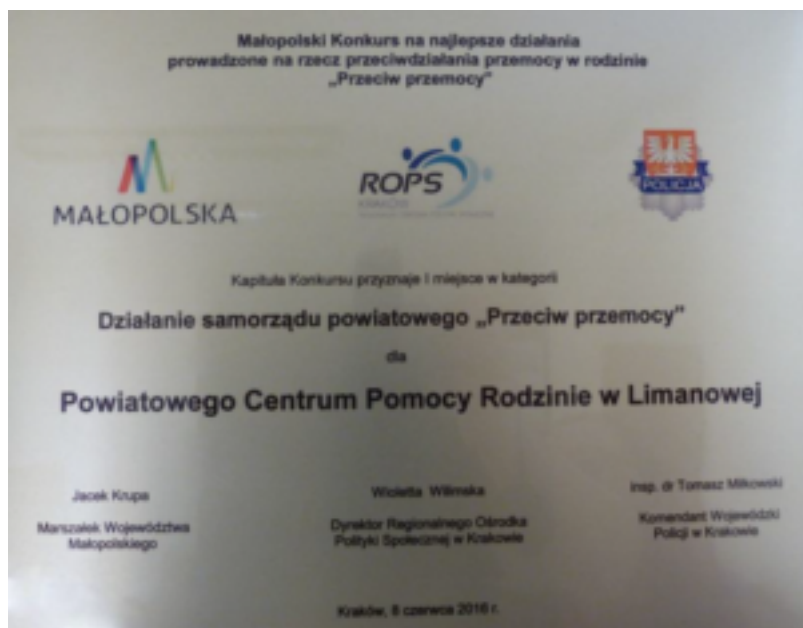 Małopolski Konkurs na najlepsze działania
prowadzone na rzecz przeciwdziałania przemocy w rodzinie
„Przeciw przemocy”
MAŁOPOLSKA
ROPS
KRAKÓW
POLICJA
Kapituła Konkursu przyznaje I miejsce w kategorii
Działanie samorządu powiatowego „Przeciw przemocy”
dla
Powiatowego Centrum Pomocy Rodzinie w Limanowej
Jacek Krupa
Marszałek Województwa
Małopolskiego
Wioletta Wilimska
Dyrektor Regionalnego Ośrodka
Polityki Społecznej w Krakowie
insp. dr Tomasz Miłkowski
Komendant Wojewódzki
Policji w Krakowie
Kraków, 8 czerwca 2016 r.